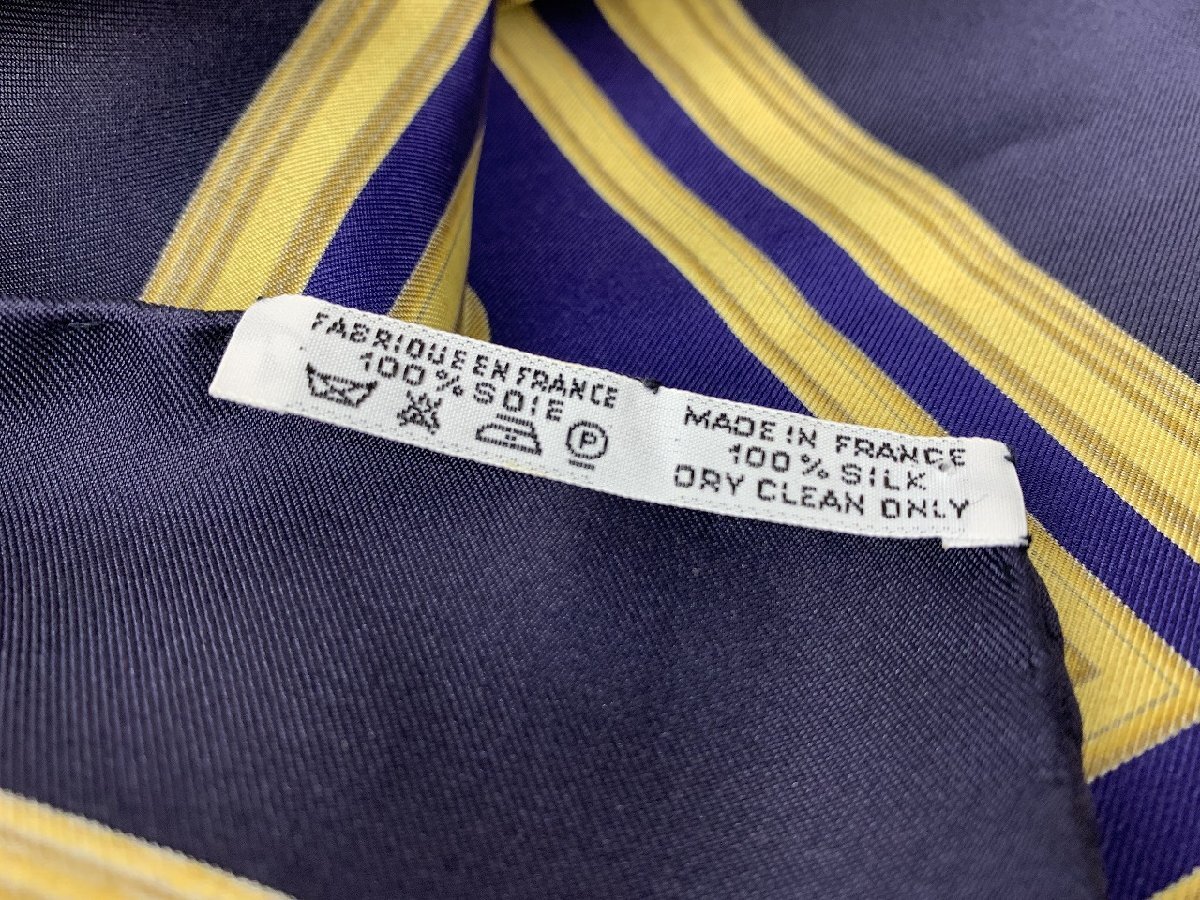 FABRIQUE EN FRANCE
100% SOIE
P
MADE IN FRANCE
100% SILK
DRY CLEAN ONLY